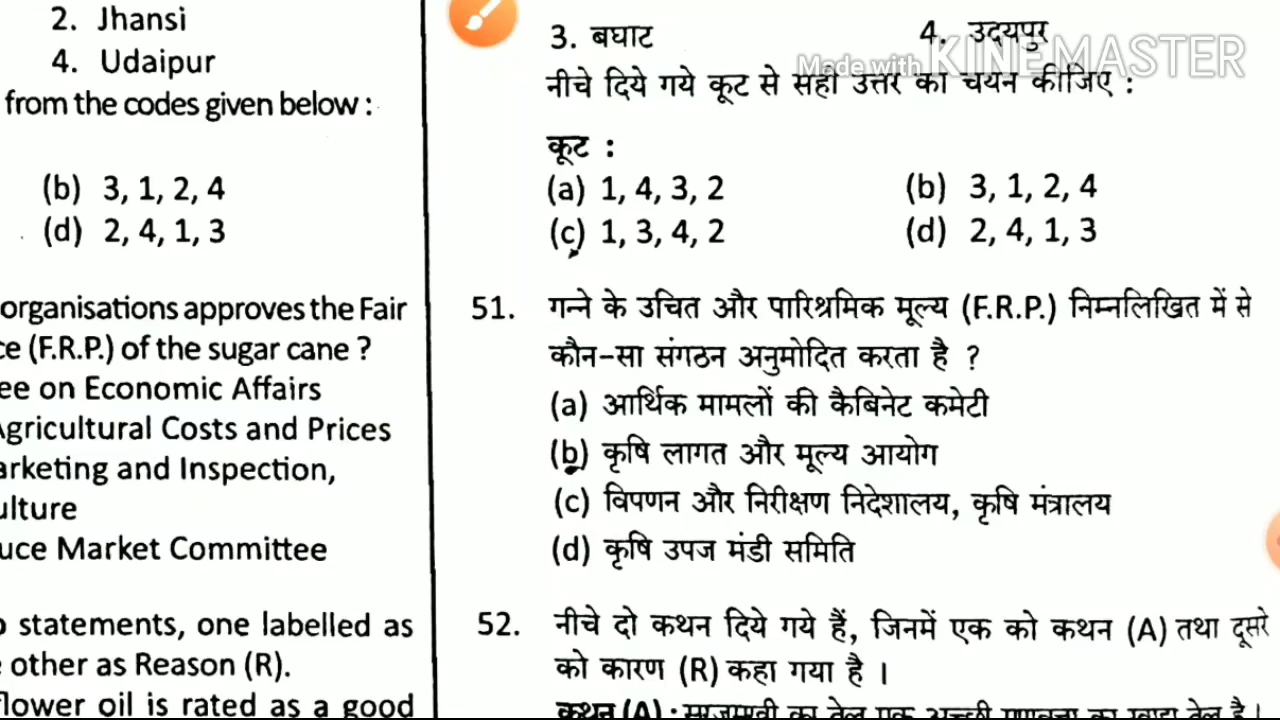 2. Jhansi
4. Udaipur
from the codes given below :
(b) 3, 1, 2, 4
(d) 2, 4, 1, 3
organisations approves the Fair
ce (F.R.P.) of the sugar cane ?
ee on Economic Affairs
Agricultural Costs and Prices
arketing and Inspection,
ulture
uce Market Committee
o statements, one labelled as
e other as Reason (R).
flower oil is rated as a good
3. बघाट
4. उदयपुर
Made with KINEMASTER
नीचे दिये गये कूट से सही उत्तर का चयन कीजिए :
कूट :
(a) 1, 4, 3, 2
(b) 3, 1, 2, 4
(c) 1, 3, 4, 2
(d) 2, 4, 1, 3
51. गन्ने के उचित और पारिश्रमिक मूल्य (F.R.P.) निम्नलिखित में से
कौन-सा संगठन अनुमोदित करता है ?
(a) आर्थिक मामलों की कैबिनेट कमेटी
(b) कृषि लागत और मूल्य आयोग
(c) विपणन और निरीक्षण निदेशालय, कृषि मंत्रालय
(d) कृषि उपज मंडी समिति
52. नीचे दो कथन दिये गये हैं, जिनमें एक को कथन (A) तथा दूसरे
को कारण (R) कहा गया है ।
कथन (A) : सूरजमुखी का तेल एक अच्छी गुणवत्ता का खाद्य तेल है ।